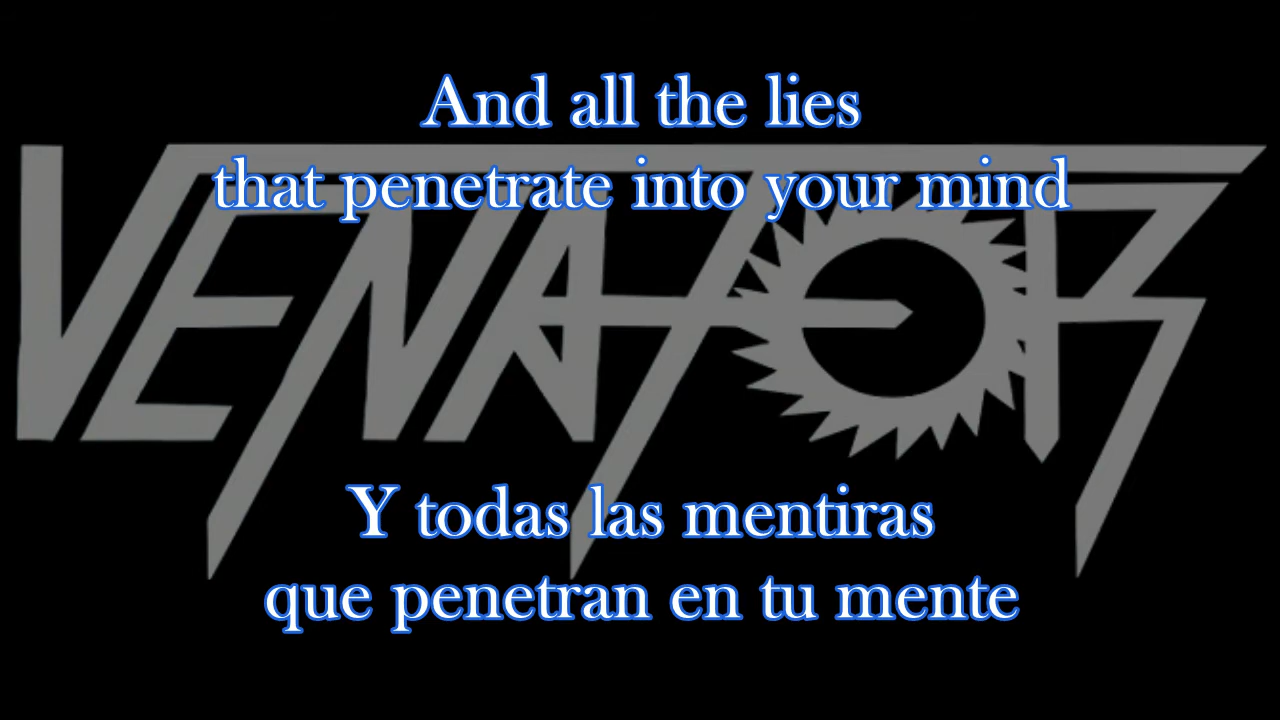 And all the lies
that penetrate into your mind
VENATOR
Y todas las mentiras
que penetran en tu mente